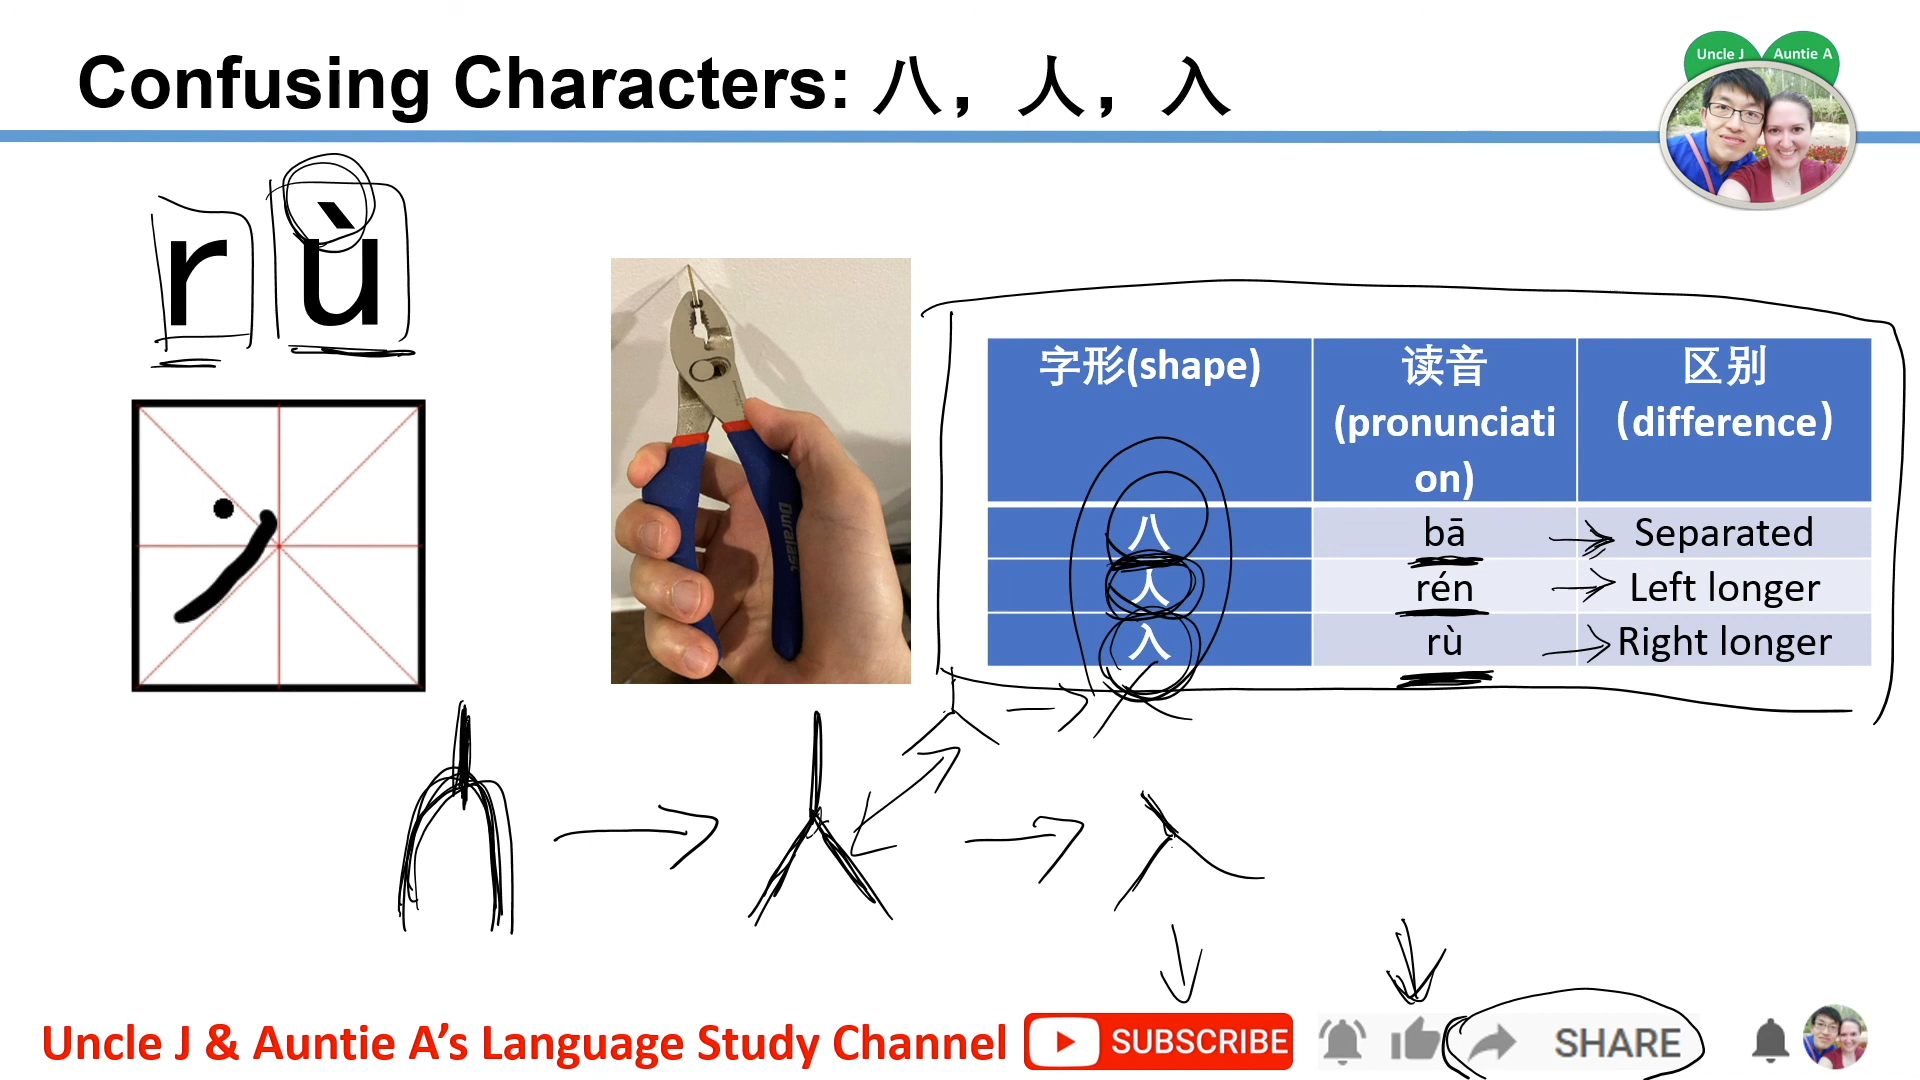 Confusing Characters: 八，人，入
Uncle J
Auntie A
rù
Duralast
字形(shape)
读音
(pronunciati
on)
区别
(difference)
八
bā
Separated
人
rén
Left longer
入
rù
Right longer
Uncle J & Auntie A’s Language Study Channel
SUBSCRIBE
SHARE